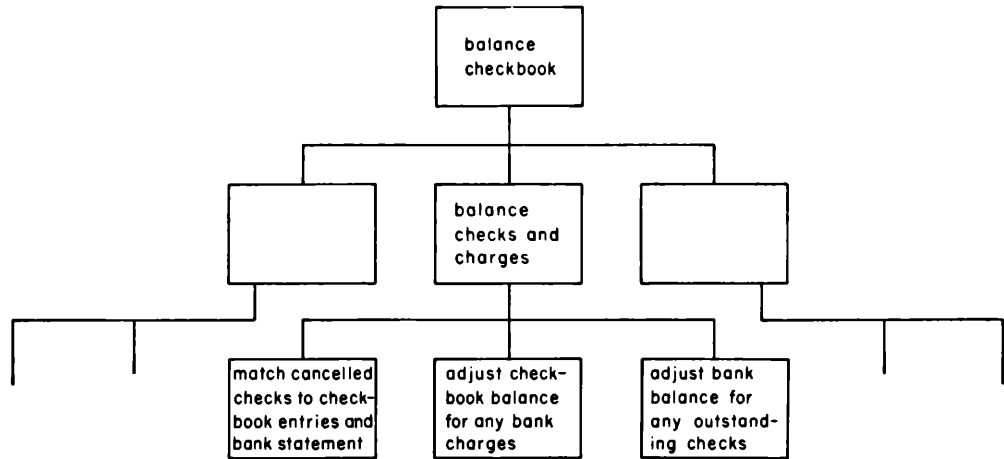 balance
checkbook
balance
checks and
charges
match cancelled
checks to check-
book entries and
bank statement
adjust check-
book balance
for any bank
charges
adjust bank
balance for
any outstand-
ing checks